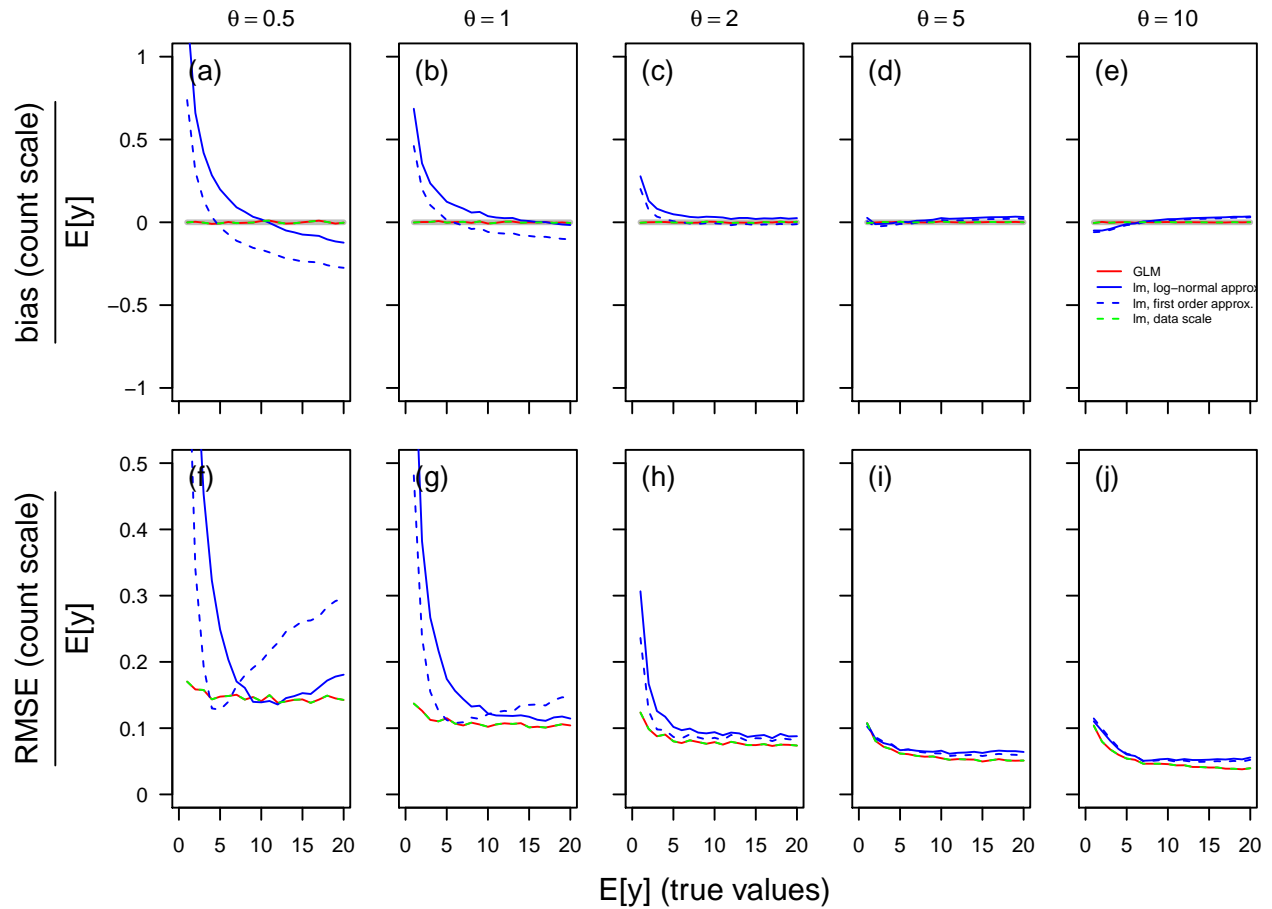 θ = 0.5
θ = 1
θ = 2
θ = 5
θ = 10
bias (count scale)
E[y]
1
0.5
0
−0.5
−1
(a)
(b)
(c)
(d)
(e)
GLM
lm, log−normal approx
lm, first order approx.
lm, data scale
RMSE (count scale)
E[y]
0.5
0.4
0.3
0.2
0.1
0
(f)
(g)
(h)
(i)
(j)
0 5 10 15 20
0 5 10 15 20
0 5 10 15 20
0 5 10 15 20
0 5 10 15 20
E[y] (true values)